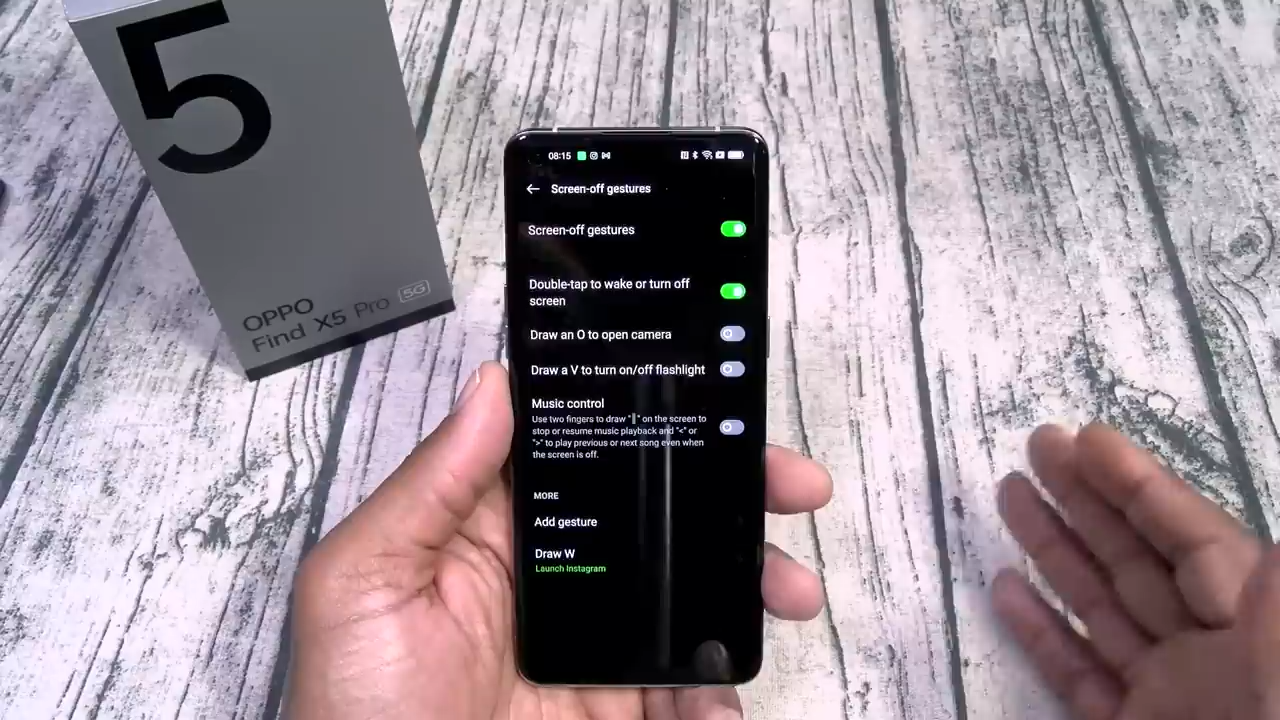 5
OPPO
Find X5 Pro 5G
08:15
Screen-off gestures
Screen-off gestures
Double-tap to wake or turn off
screen
Draw an O to open camera
Draw a V to turn on/off flashlight
Music control
Use two fingers to draw "||" on the screen to
stop or resume music playback and "<" or
">" to play previous or next song even when
the screen is off.
MORE
Add gesture
Draw W
Launch Instagram